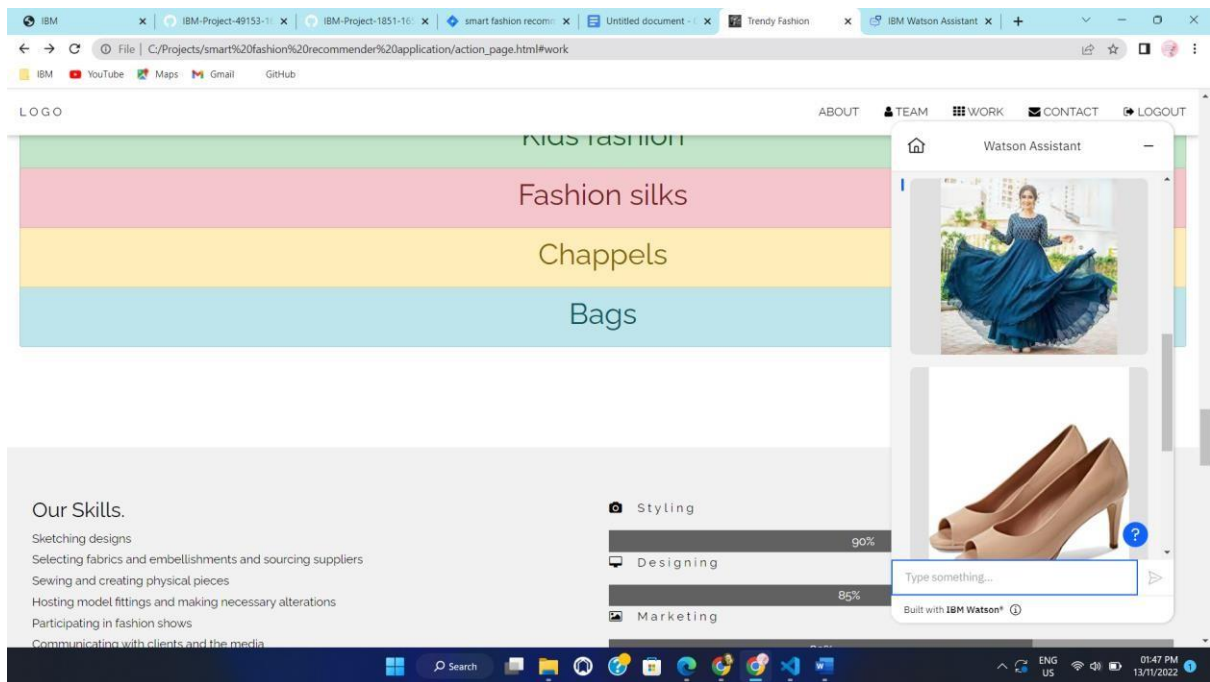 IBM
IBM-Project-49153-1
IBM-Project-1851-16
smart fashion recomm
Untitled document -
Trendy Fashion
IBM Watson Assistant
File | C:/Projects/smart%20fashion%20recommender%20application/action_page.html#work
IBM YouTube Maps Gmail GitHub
LOGO
ABOUT TEAM WORK CONTACT LOGOUT
Kids fashion
Fashion silks
Chappels
Bags
Our Skills.
Sketching designs
Selecting fabrics and embellishments and sourcing suppliers
Sewing and creating physical pieces
Hosting model fittings and making necessary alterations
Participating in fashion shows
Communicating with clients and the media
Styling
90%
Designing
85%
Marketing
Watson Assistant
?
Type something...
Built with IBM Watson®
Search
ENG
US
01:47 PM
13/11/2022
1